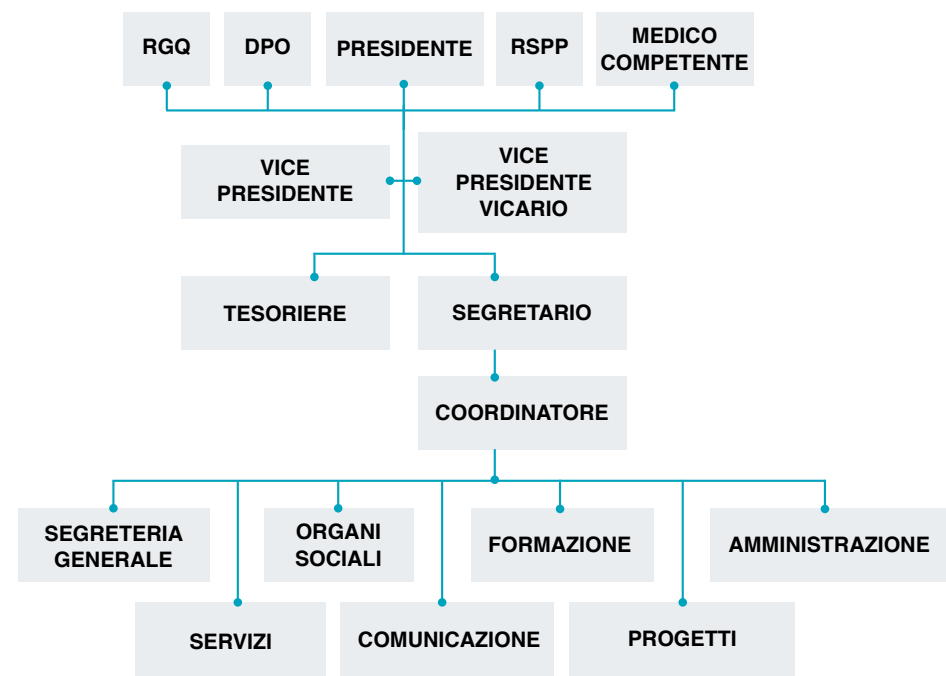 RGQ
DPO
PRESIDENTE
RSPP
MEDICO
COMPETENTE
VICE
PRESIDENTE
VICE
PRESIDENTE
VICARIO
TESORIERE
SEGRETARIO
COORDINATORE
SEGRETERIA
GENERALE
ORGANI
SOCIALI
FORMAZIONE
AMMINISTRAZIONE
SERVIZI
COMUNICAZIONE
PROGETTI